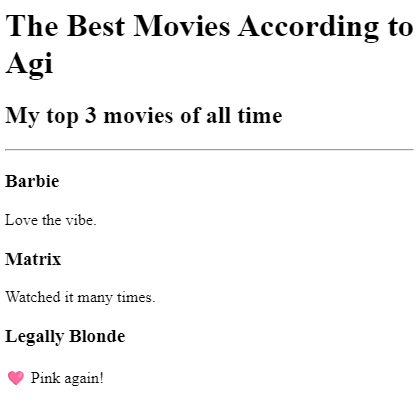 The Best Movies According to
Agi
My top 3 movies of all time
Barbie
Love the vibe.
Matrix
Watched it many times.
Legally Blonde
💗 Pink again!